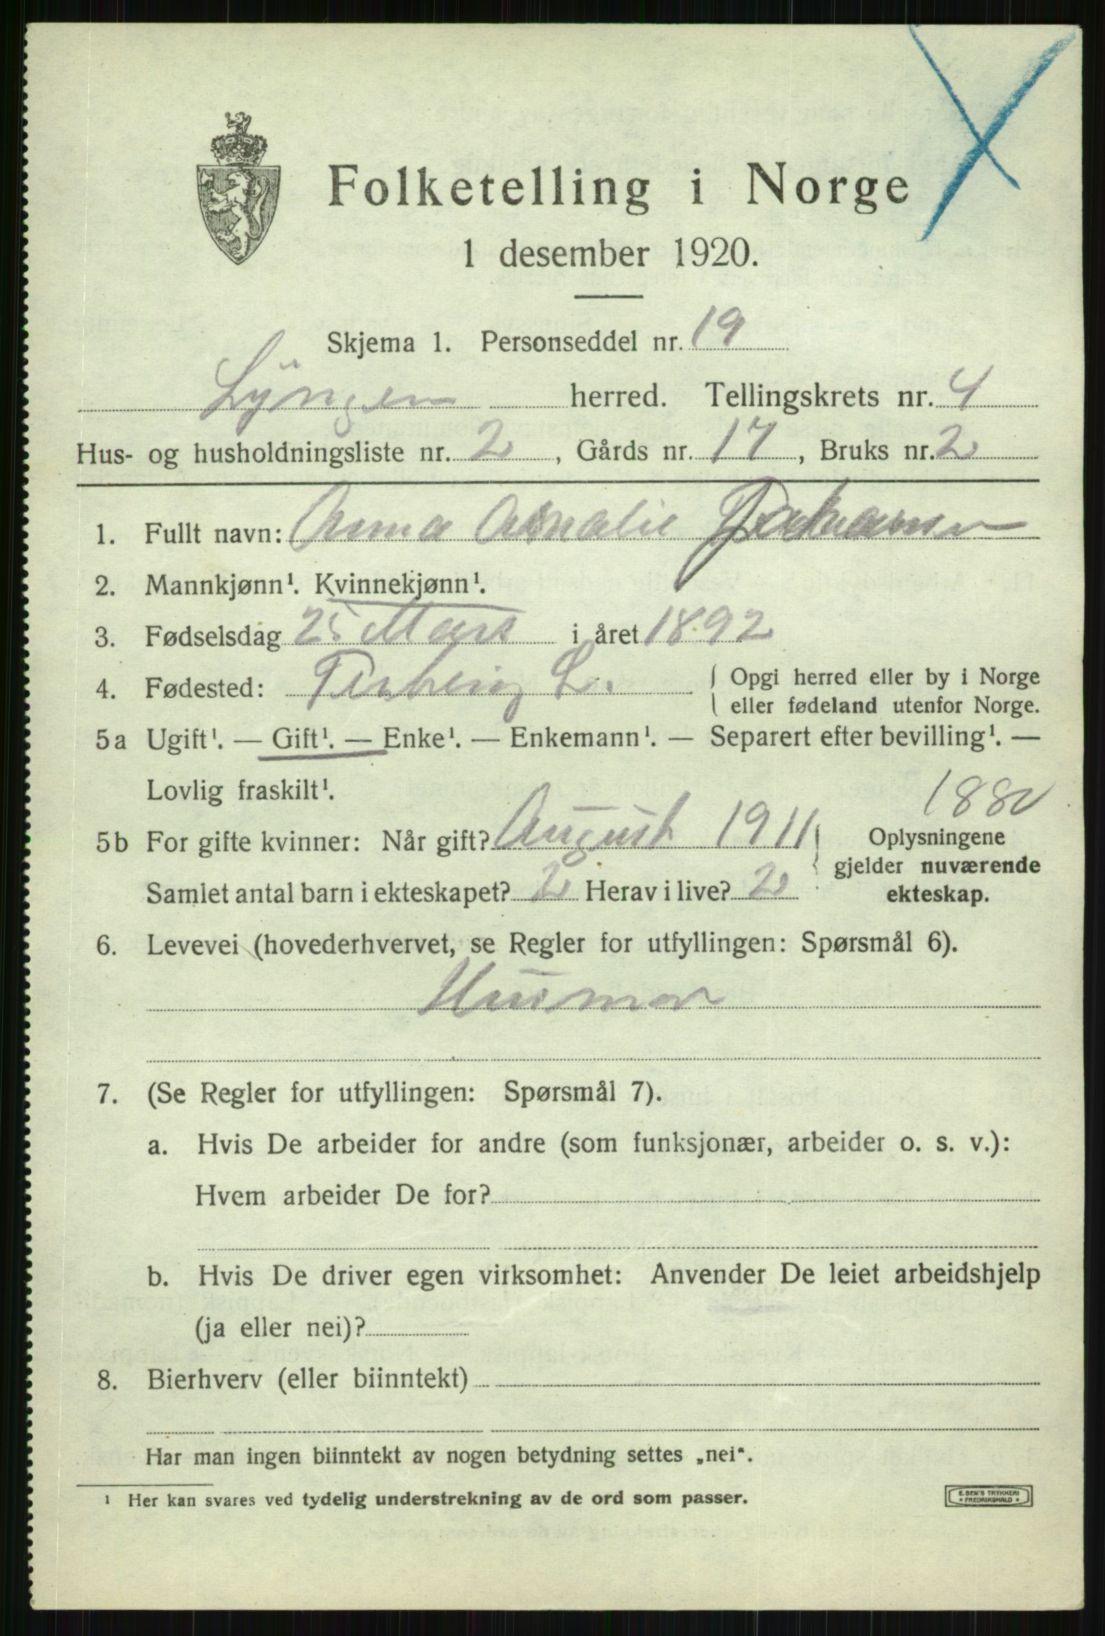 Folketelling i Norge
1 desember 1920.
Skjema 1. Personseddel nr. 19
Lyngen herred. Tellingskrets nr. 4
Hus- og husholdningsliste nr. 2, Gårds nr. 17, Bruks nr. 2
1. Fullt navn: Anna Amalie Johansen
2. Mannkjønn¹. Kvinnekjønn¹.
3. Fødselsdag 25 Mars i året 1892
4. Fødested: L. { Opgi herred eller by i Norge
eller fødeland utenfor Norge.
5a Ugift¹. — Gift¹. — Enke¹. — Enkemann¹. — Separert efter bevilling¹. —
Lovlig fraskilt¹.
1880
5b For gifte kvinner: Når gift? August 1911 } Oplysningene
gjelder nuværende
Samlet antal barn i ekteskapet? 2 Herav i live? 2 ekteskap.
6. Levevei (hovederhvervet, se Regler for utfyllingen: Spørsmål 6).
Husmor
7. (Se Regler for utfyllingen: Spørsmål 7).
a. Hvis De arbeider for andre (som funksjonær, arbeider o. s. v.):
Hvem arbeider De for?
b. Hvis De driver egen virksomhet: Anvender De leiet arbeidshjelp
(ja eller nei)?
8. Bierhverv (eller biinntekt)
Har man ingen biinntekt av nogen betydning settes „nei“.
¹ Her kan svares ved tydelig understrekning av de ord som passer.
E. SEM'S TRYKKERI
FREDRIKSHALD